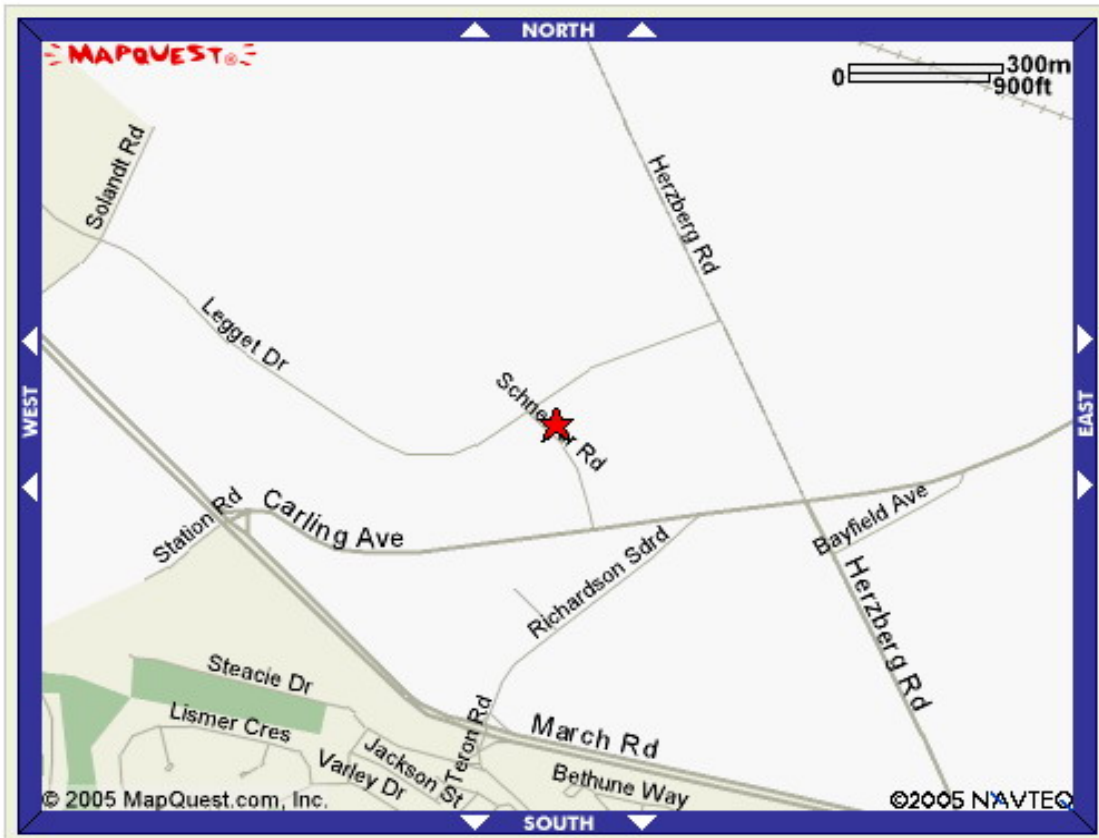 NORTH
MAPQUEST®
0
300m
900ft
Solandt Rd
Herzberg Rd
Legget Dr
WEST
EAST
Rd
Station Rd
Carling Ave
Bayfield Ave
Richardson Sdrd
Herzberg Rd
Steacie Dr
Lismer Cres
Teron Rd
March Rd
Jackson St
Varley Dr
Bethune Way
© 2005 MapQuest.com, Inc.
©2005 NAVTEQ
SOUTH